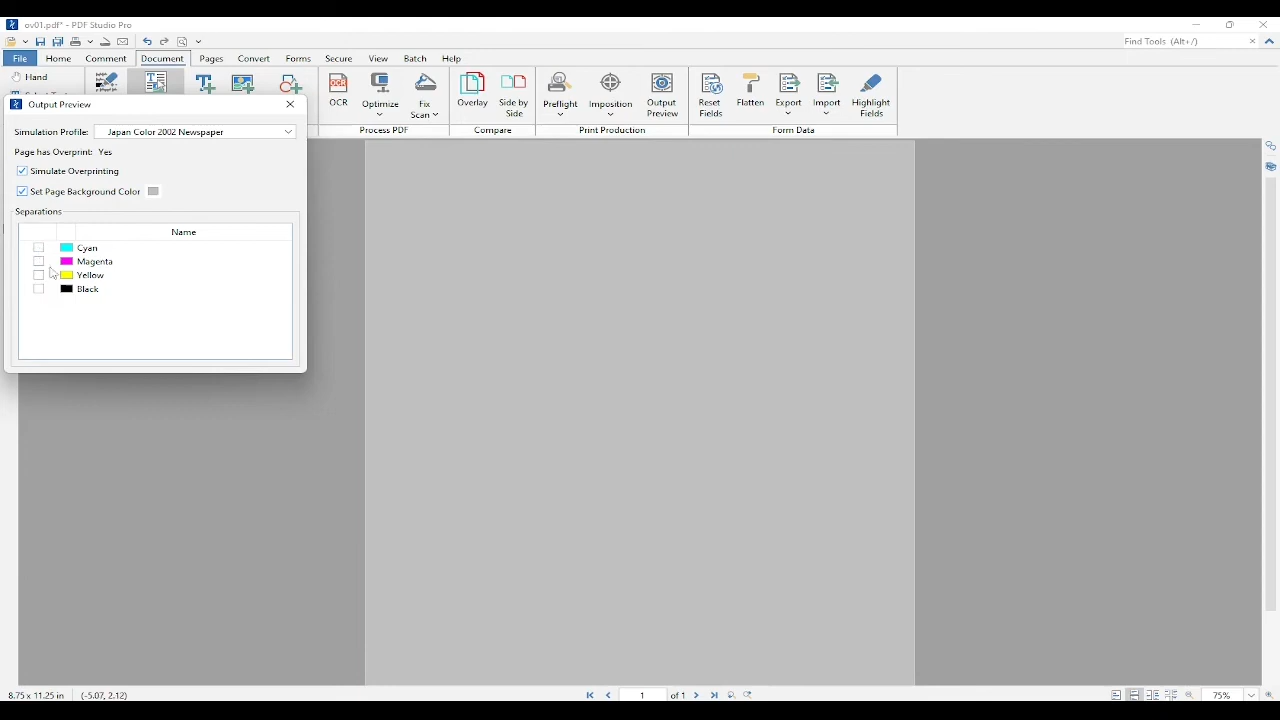 ov01.pdf* - PDF Studio Pro
Find Tools (Alt+/)
File Home Comment Document Pages Convert Forms Secure View Batch Help
Hand
OCR
Optimize
Fix Scan
Process PDF
Overlay
Side by Side
Compare
Preflight
Imposition
Output Preview
Print Production
Reset Fields
Flatten
Export
Import
Highlight Fields
Form Data
Output Preview
Simulation Profile: Japan Color 2002 Newspaper
Page has Overprint: Yes
Simulate Overprinting
Set Page Background Color
Separations
Name
Cyan
Magenta
Yellow
Black
8.75 x 11.25 in (-5.07, 2.12) 1 of 1 75%